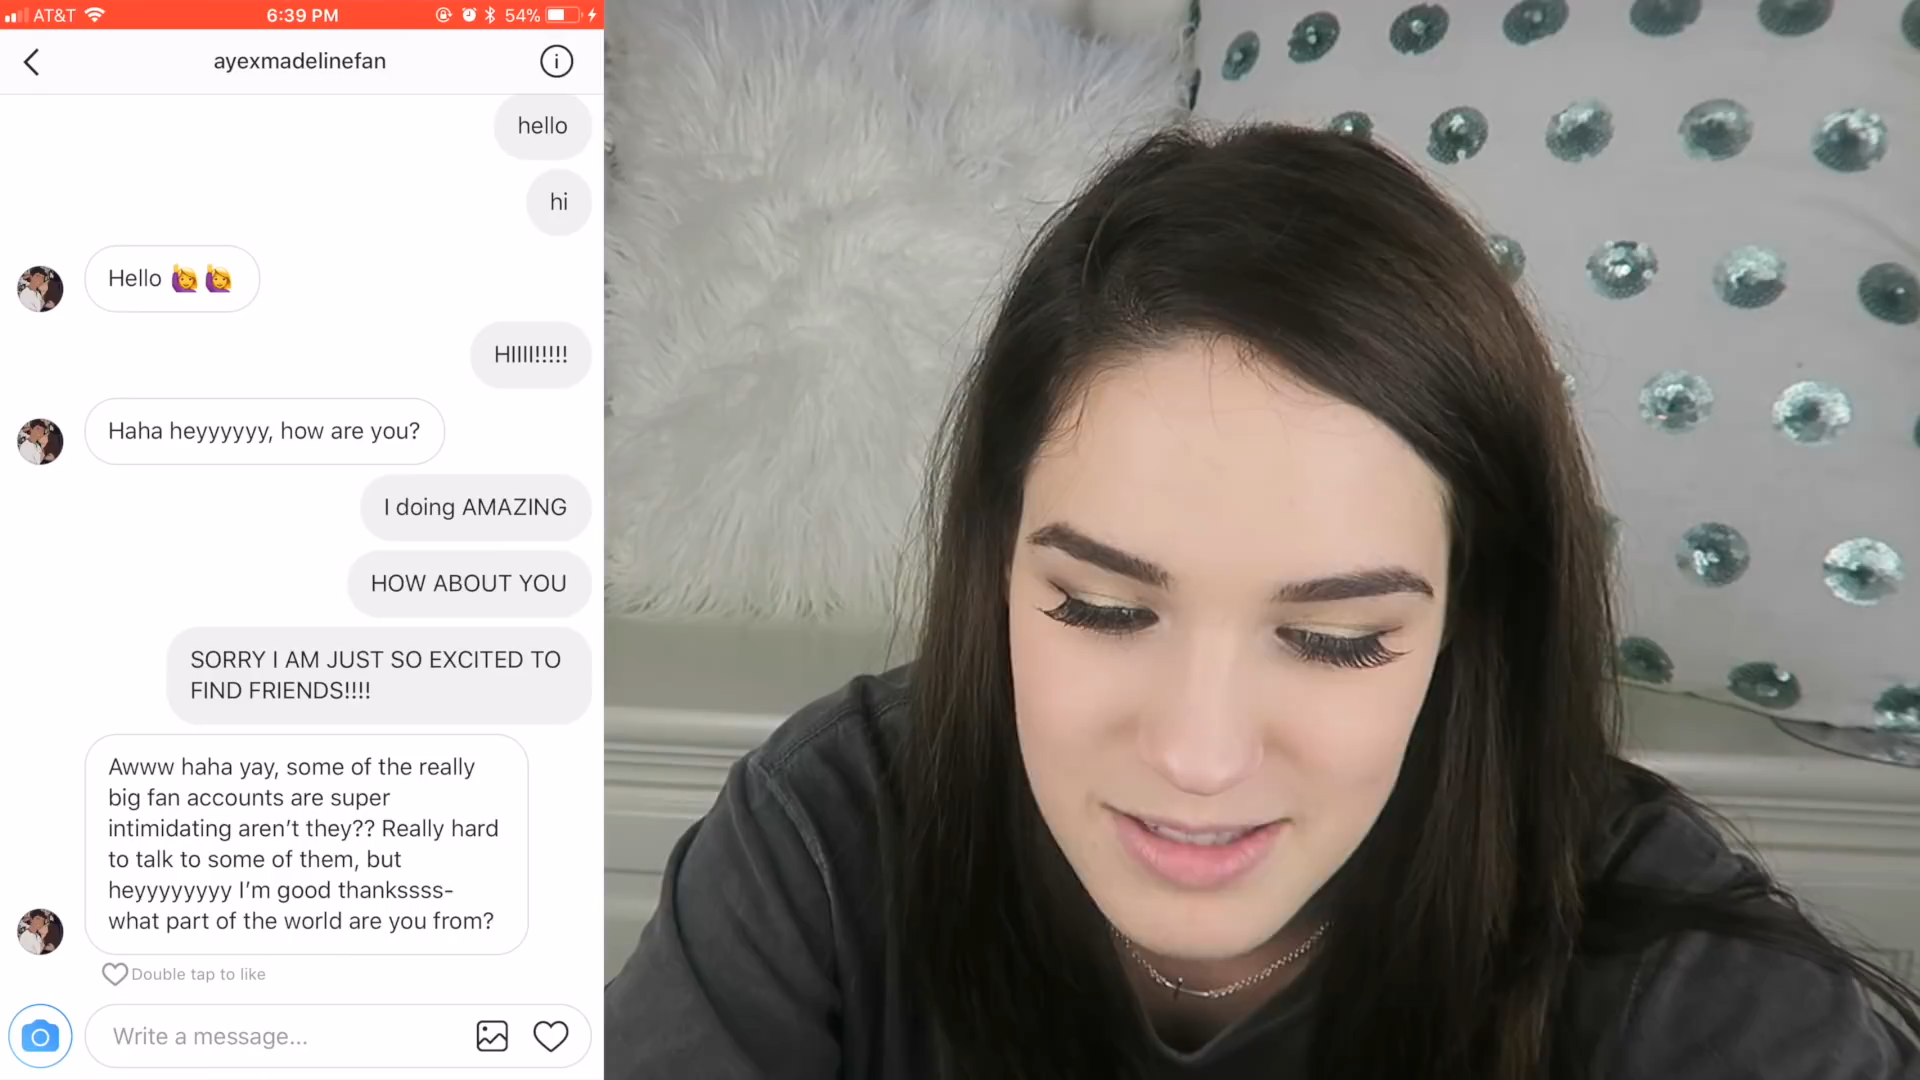 AT&T 6:39 PM 54%
ayexmadelinefan
hello
hi
Hello 🙋‍♀️ 🙋‍♀️
HIIII!!!!!
Haha heyyyyyy, how are you?
I doing AMAZING
HOW ABOUT YOU
SORRY I AM JUST SO EXCITED TO
FIND FRIENDS!!!!
Awww haha yay, some of the really
big fan accounts are super
intimidating aren’t they?? Really hard
to talk to some of them, but
heyyyyyyyy I’m good thankssss-
what part of the world are you from?
Double tap to like
Write a message...